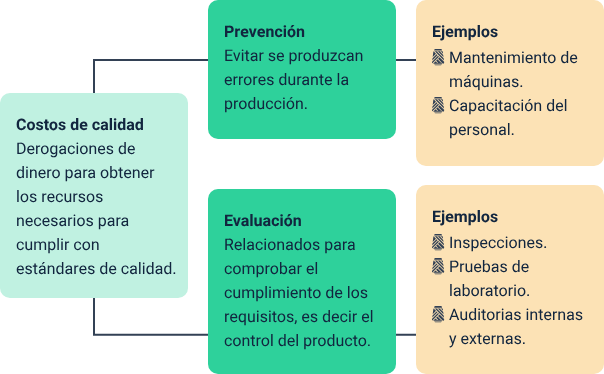 Costos de calidad
Derogaciones de
dinero para obtener
los recursos
necesarios para
cumplir con
estándares de calidad.
Prevención
Evitar se produzcan
errores durante la
producción.
Ejemplos
Mantenimiento de
máquinas.
Capacitación del
personal.
Evaluación
Relacionados para
comprobar el
cumplimiento de los
requisitos, es decir el
control del producto.
Ejemplos
Inspecciones.
Pruebas de
laboratorio.
Auditorias internas
y externas.